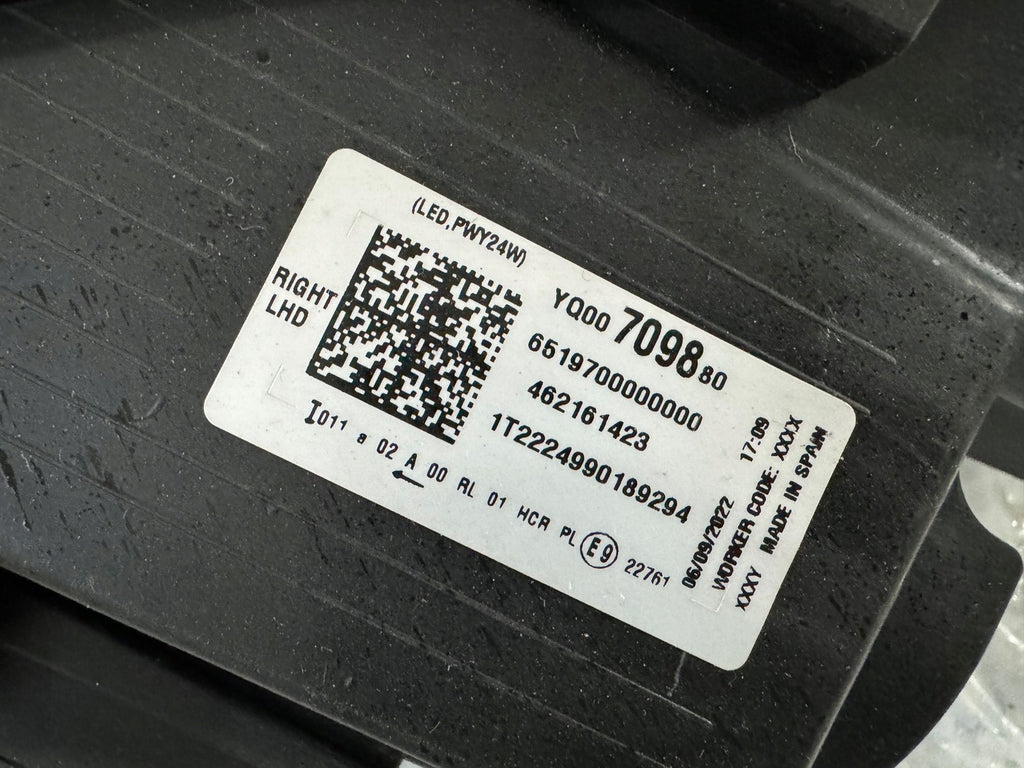 (LED,PWY24W)
RIGHT
LHD
YQ00 7098 80
6519700000000
462161423
1T2224990189294
I011 a 02 A 00 RL 01 HCR PL E9 22761
←
06/09/2022 17:09
WORKER CODE: XXXX
XXXY MADE IN SPAIN